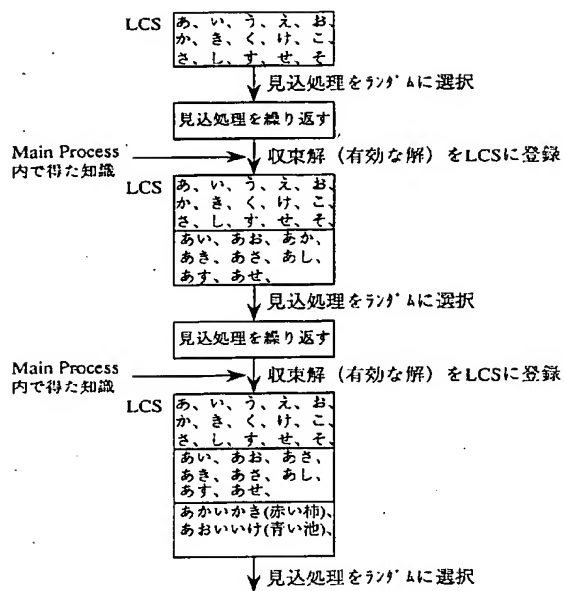 LCS
あ、い、う、え、お、
か、き、く、け、こ、
さ、し、す、せ、そ
見込処理をランダムに選択
見込処理を繰り返す
Main Process
内で得た知識
収束解（有効な解）をLCSに登録
LCS
あ、い、う、え、お、
か、き、く、け、こ、
さ、し、す、せ、そ、
あい、あお、あか、
あき、あさ、あし、
あす、あせ、
見込処理をランダムに選択
見込処理を繰り返す
Main Process
内で得た知識
収束解（有効な解）をLCSに登録
LCS
あ、い、う、え、お、
か、き、く、け、こ、
さ、し、す、せ、そ、
あい、あお、あさ、
あき、あさ、あし、
あす、あせ、
あかいかき(赤い柿)、
あおいいけ(青い池)、
見込処理をランダムに選択